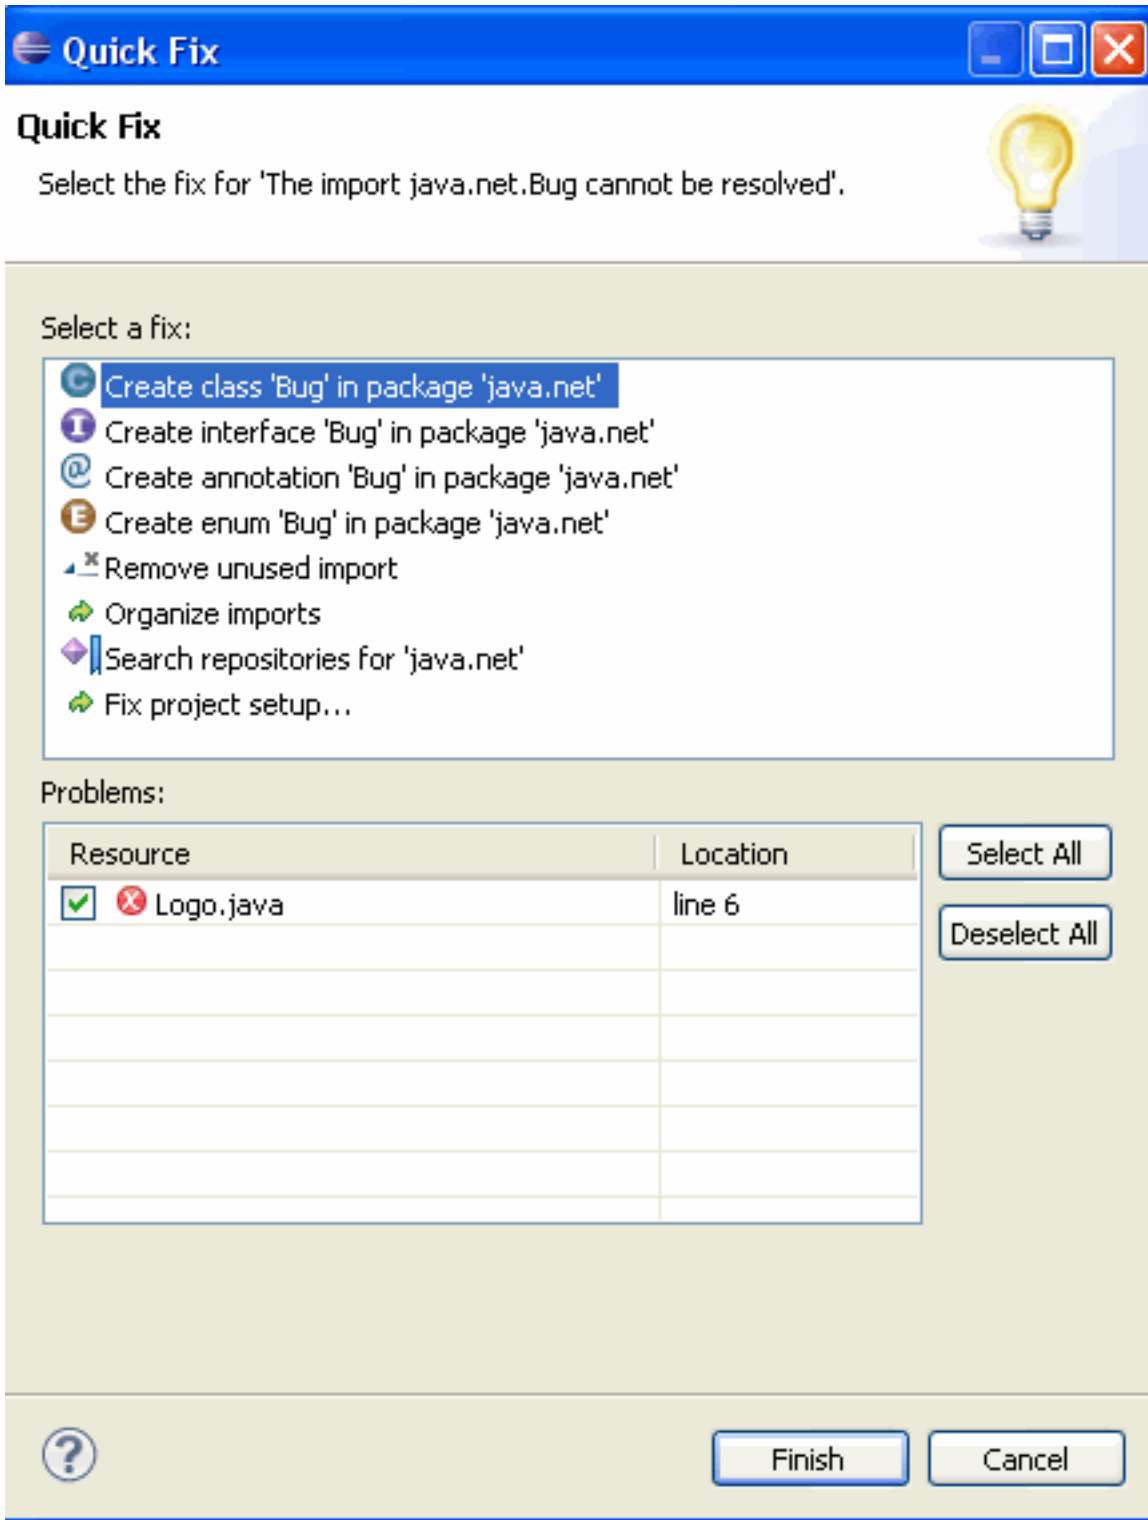 Quick Fix
Quick Fix
Select the fix for 'The import java.net.Bug cannot be resolved'.
Select a fix:
Create class 'Bug' in package 'java.net'
Create interface 'Bug' in package 'java.net'
Create annotation 'Bug' in package 'java.net'
Create enum 'Bug' in package 'java.net'
Remove unused import
Organize imports
Search repositories for 'java.net'
Fix project setup...
Problems:
Resource Location
Logo.java line 6
Select All
Deselect All
Finish Cancel